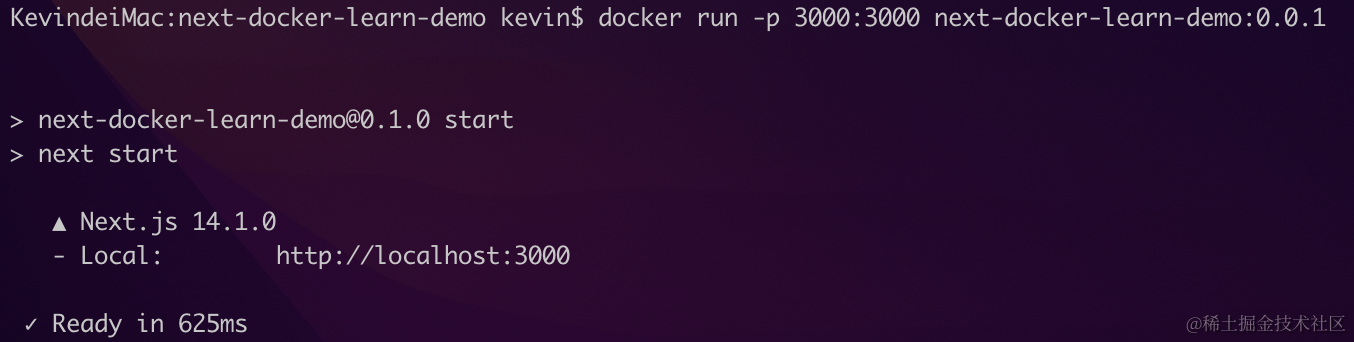 KevindeiMac:next-docker-learn-demo kevin$ docker run -p 3000:3000 next-docker-learn-demo:0.0.1
> next-docker-learn-demo@0.1.0 start
> next start
▲ Next.js 14.1.0
- Local: http://localhost:3000
✓ Ready in 625ms
@稀土掘金技术社区